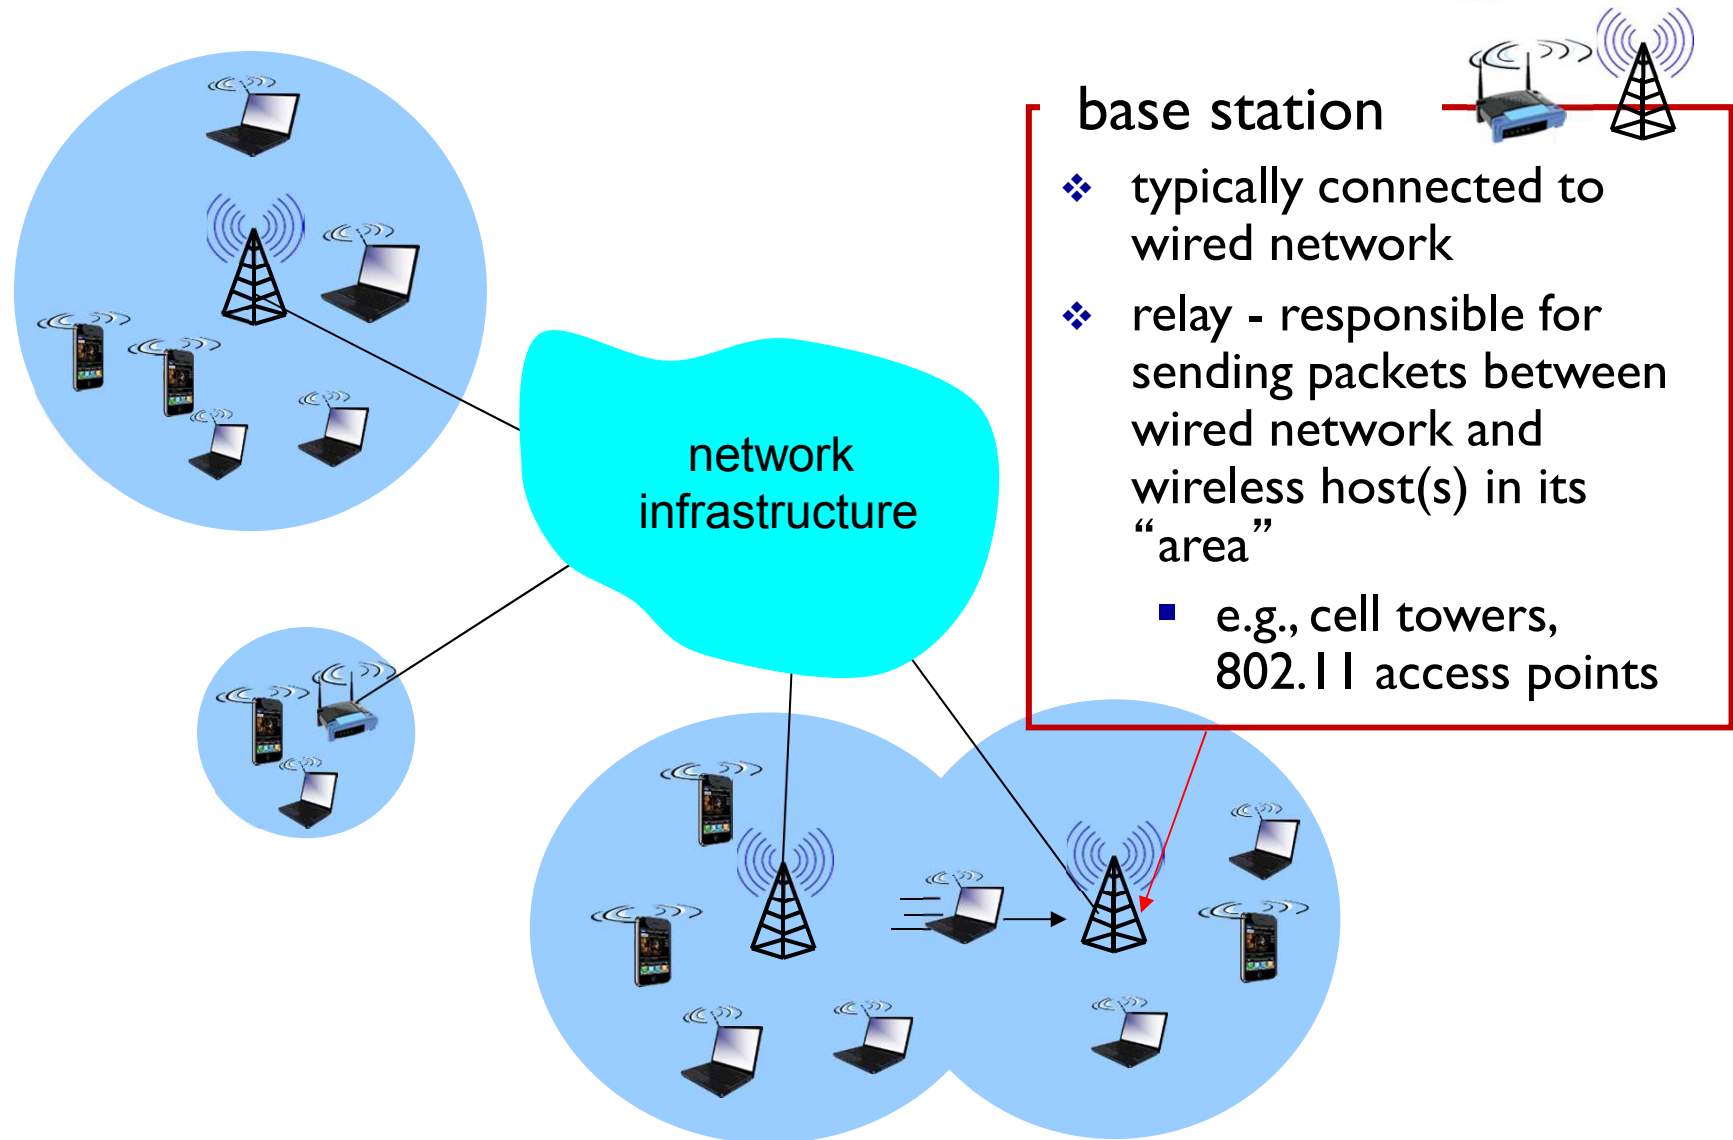 base station
❖ typically connected to
wired network
❖ relay - responsible for
sending packets between
wired network and
wireless host(s) in its
“area”
▪ e.g., cell towers,
802.11 access points
network
infrastructure